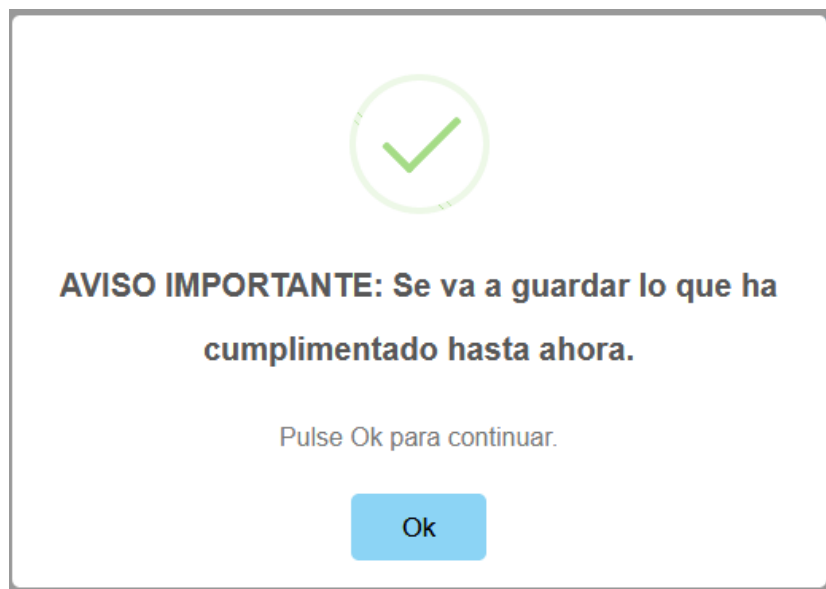 AVISO IMPORTANTE: Se va a guardar lo que ha
cumplimentado hasta ahora.
Pulse Ok para continuar.
Ok